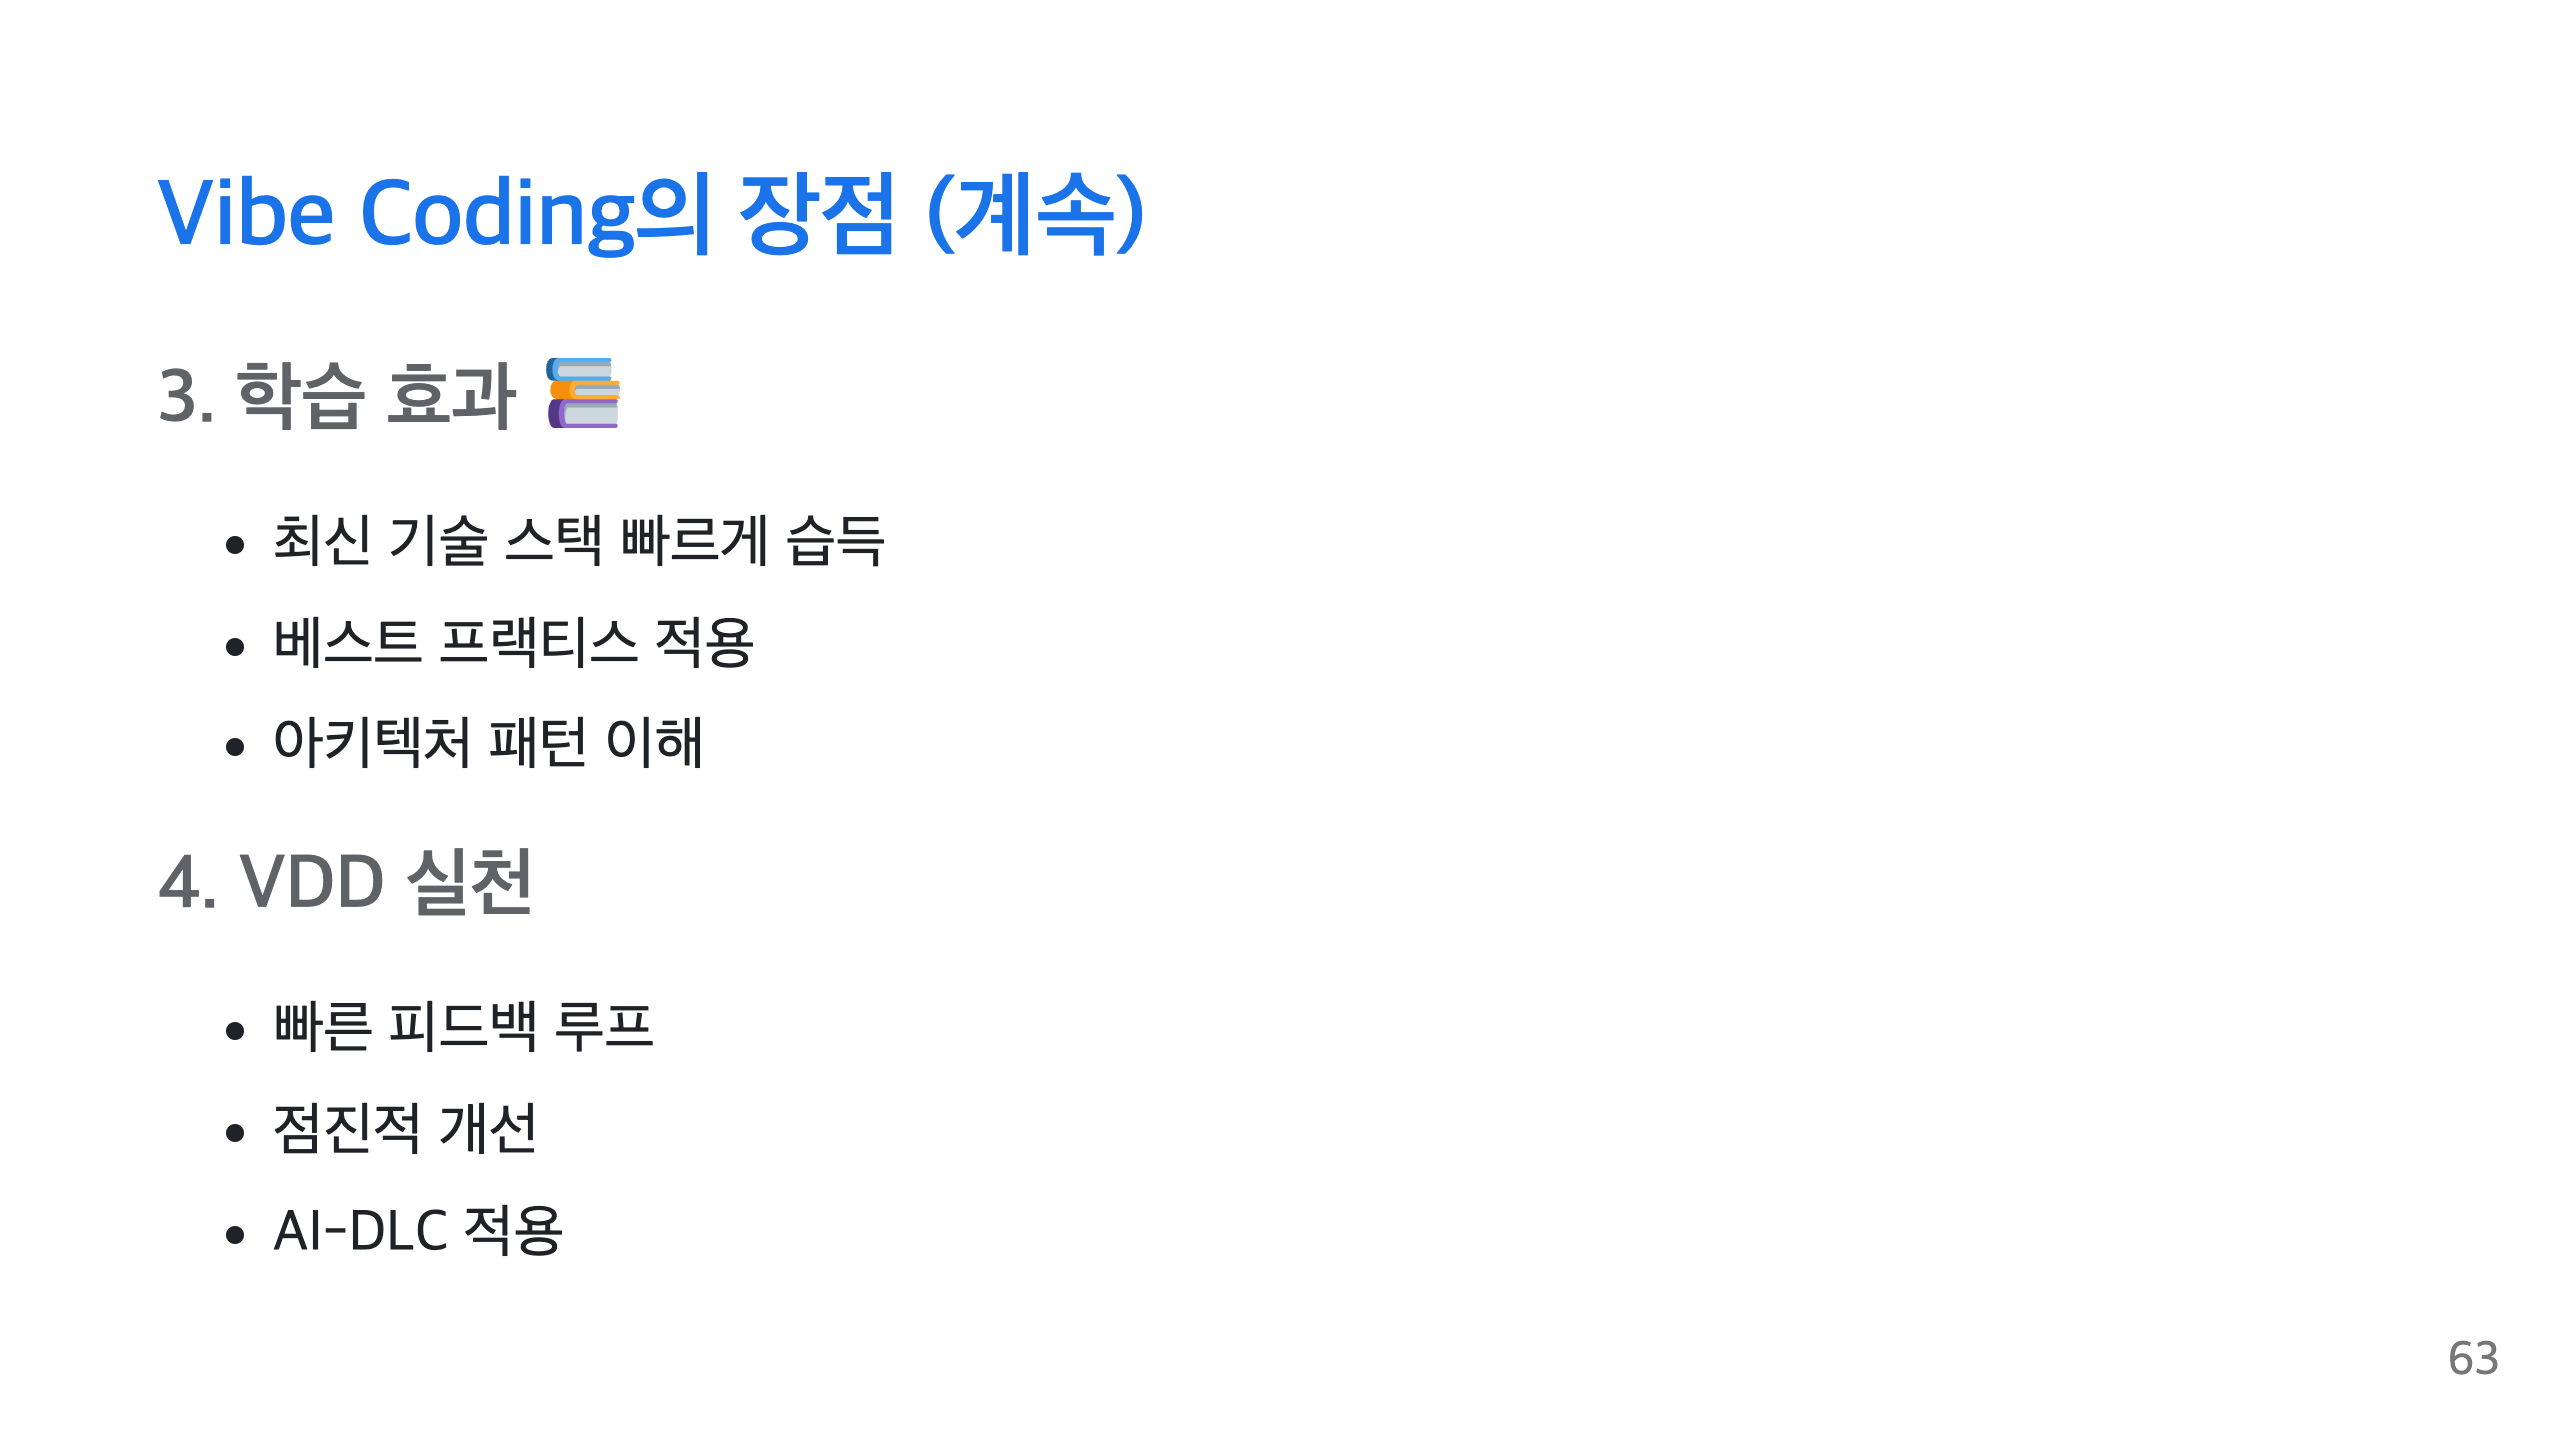 Vibe Coding의 장점 (계속)
3. 학습 효과 📚
• 최신 기술 스택 빠르게 습득
• 베스트 프랙티스 적용
• 아키텍처 패턴 이해
4. VDD 실천
• 빠른 피드백 루프
• 점진적 개선
• AI-DLC 적용
63